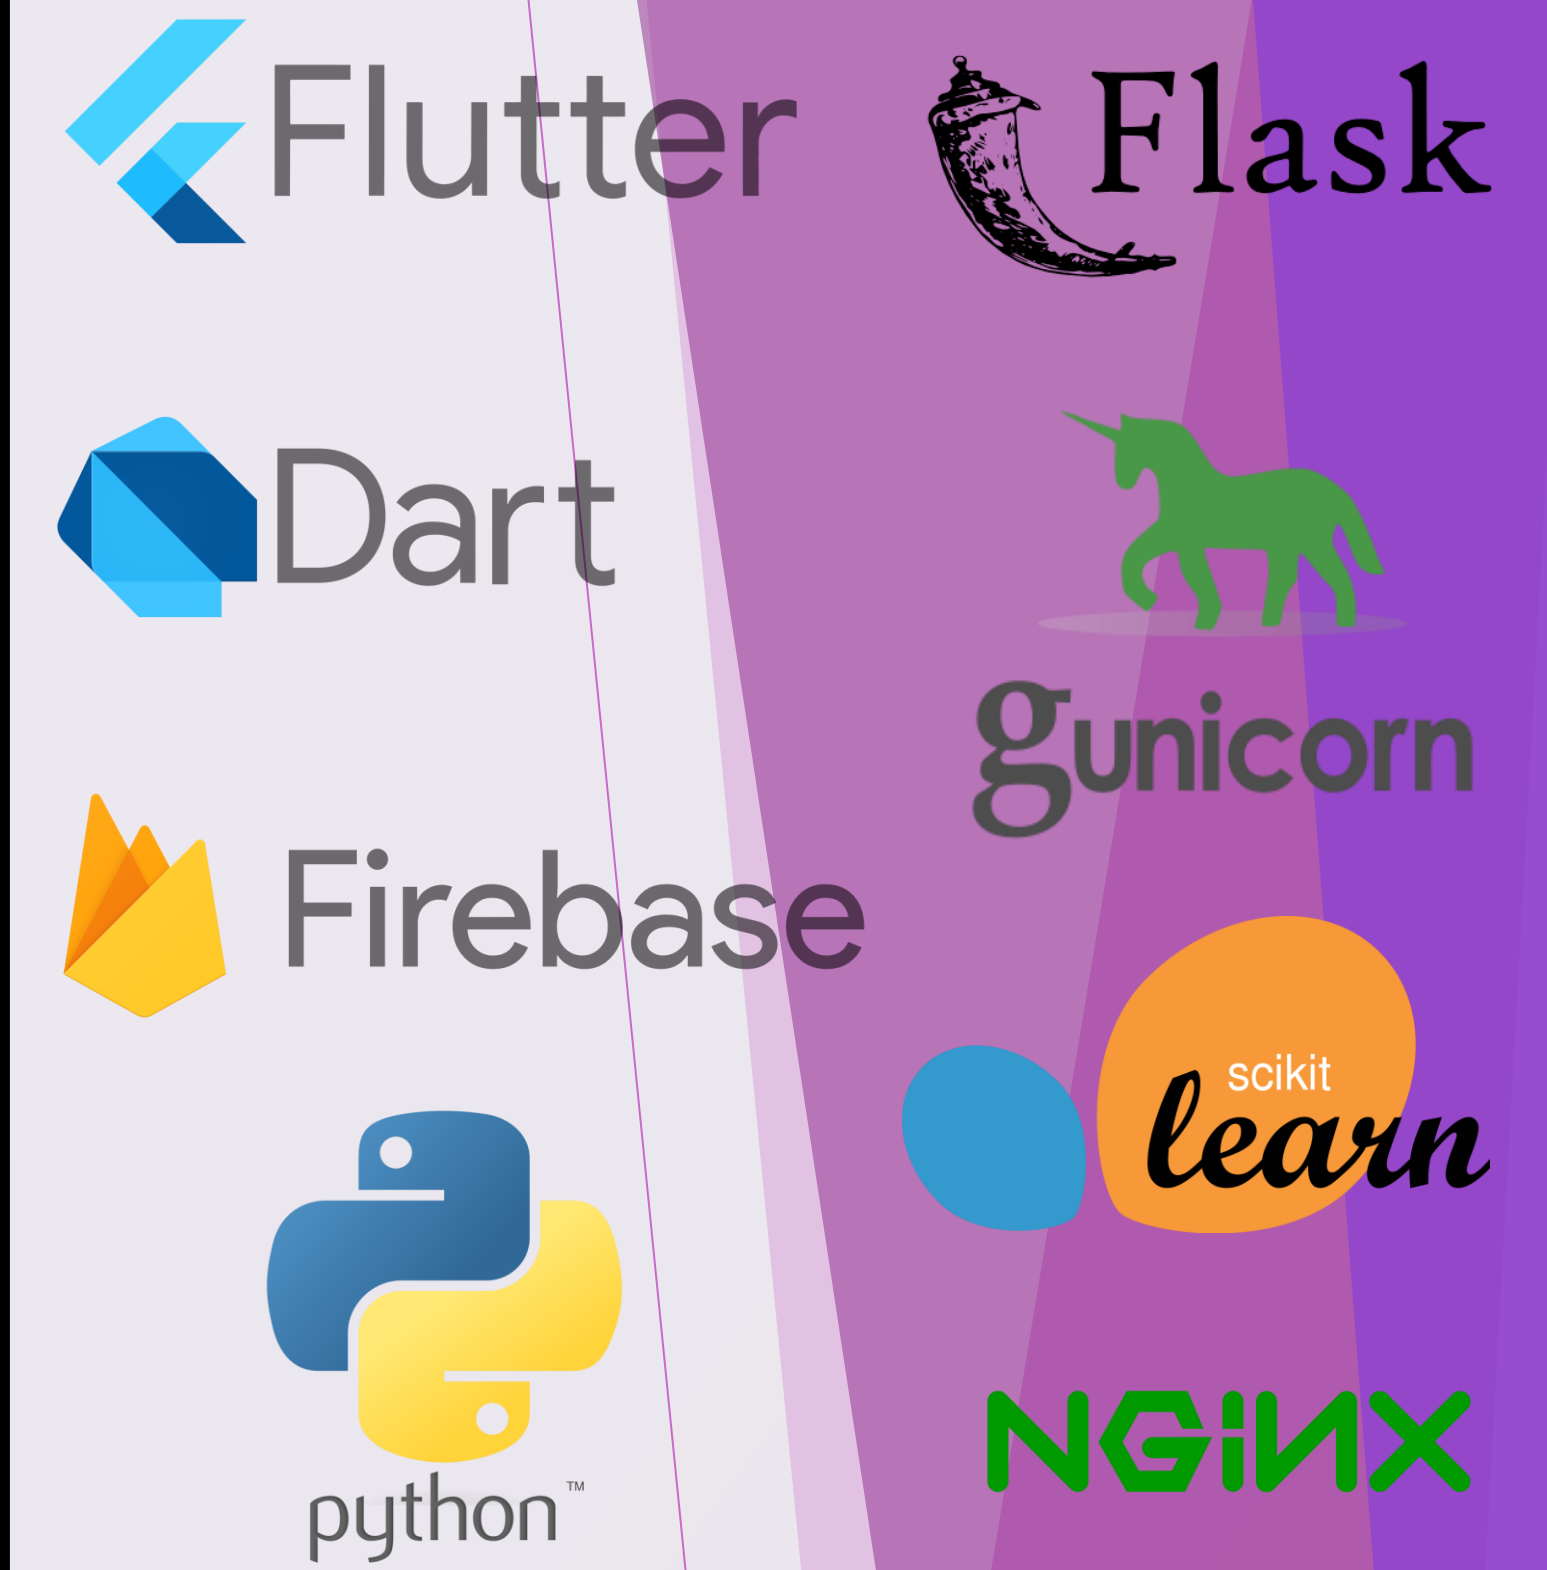 Flutter
Dart
Firebase
python™
Flask
gunicorn
scikit
learn
NGiNX